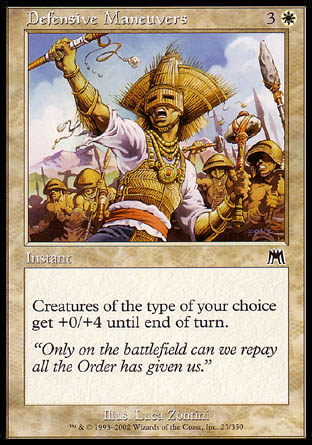 Defensive Maneuvers 3
Instant
Creatures of the type of your choice
get +0/+4 until end of turn.
“Only on the battlefield can we repay
all the Order has given us.”
Illus. Luca Zontini
™ & © 1993–2002 Wizards of the Coast, Inc. 23/350